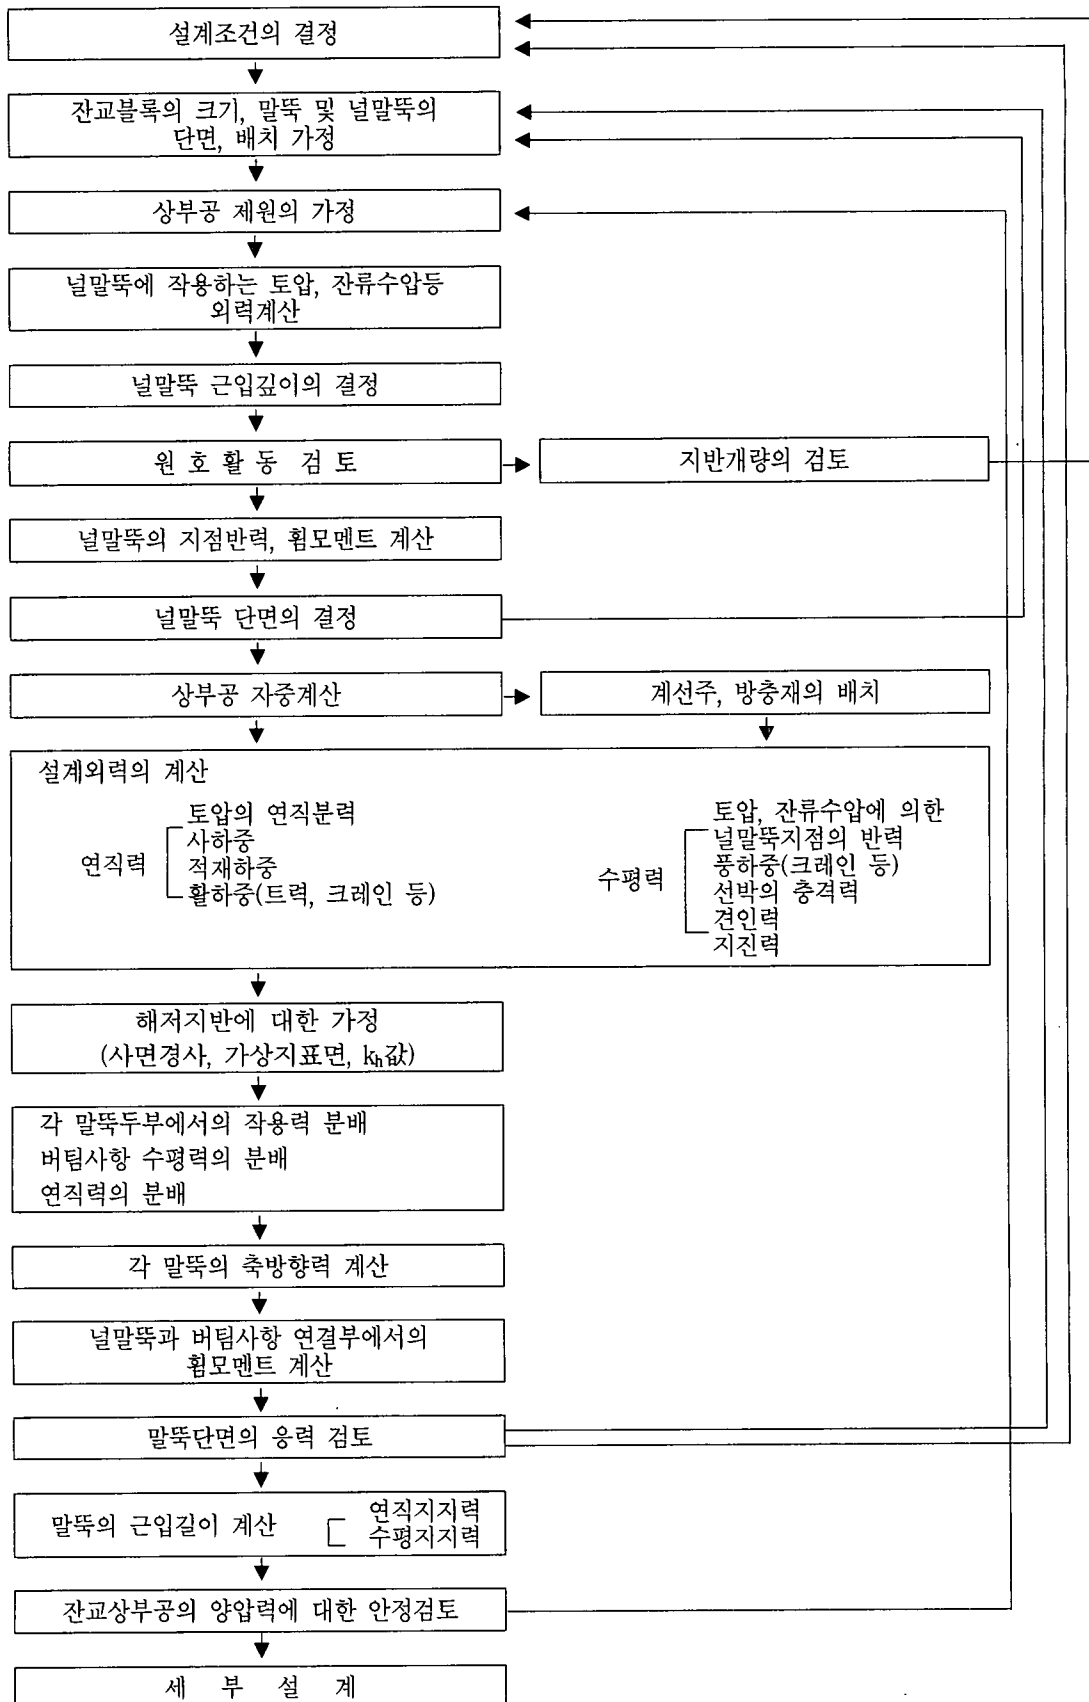 설계조건의 결정
잔교블록의 크기, 말뚝 및 널말뚝의
단면, 배치 가정
상부공 제원의 가정
널말뚝에 작용하는 토압, 잔류수압등
외력계산
널말뚝 근입깊이의 결정
원 호 활 동 검 토
지반개량의 검토
널말뚝의 지점반력, 휨모멘트 계산
널말뚝 단면의 결정
상부공 자중계산
계선주, 방충재의 배치
설계외력의 계산
연직력
토압의 연직분력
사하중
적재하중
활하중(트럭, 크레인 등)
수평력
토압, 잔류수압에 의한
널말뚝지점의 반력
풍하중(크레인 등)
선박의 충격력
견인력
지진력
해저지반에 대한 가정
(사면경사, 가상지표면, kh값)
각 말뚝두부에서의 작용력 분배
버팀사항 수평력의 분배
연직력의 분배
각 말뚝의 축방향력 계산
널말뚝과 버팀사항 연결부에서의
휨모멘트 계산
말뚝단면의 응력 검토
말뚝의 근입길이 계산
연직지지력
수평지지력
잔교상부공의 양압력에 대한 안정검토
세 부 설 계